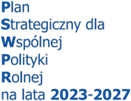 Plan
Strategiczny dla
Wspólnej
Polityki
Rolnej
na lata 2023-2027